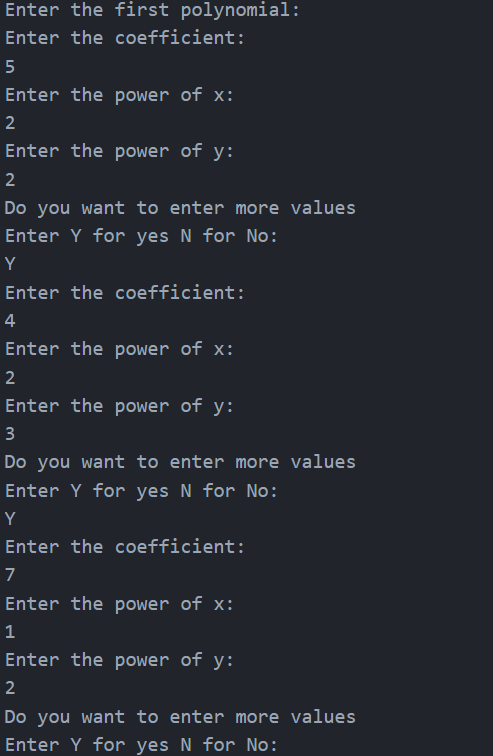 Enter the first polynomial:
Enter the coefficient:
5
Enter the power of x:
2
Enter the power of y:
2
Do you want to enter more values
Enter Y for yes N for No:
Y
Enter the coefficient:
4
Enter the power of x:
2
Enter the power of y:
3
Do you want to enter more values
Enter Y for yes N for No:
Y
Enter the coefficient:
7
Enter the power of x:
1
Enter the power of y:
2
Do you want to enter more values
Enter Y for yes N for No: